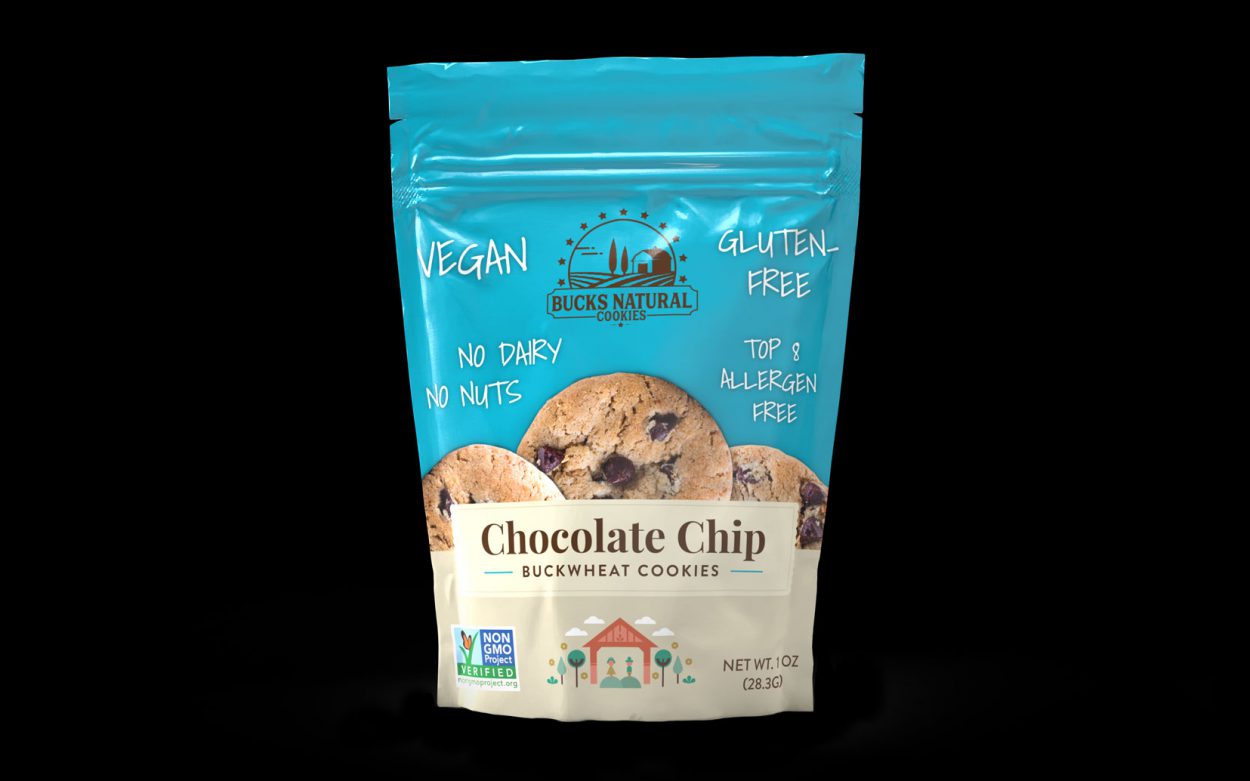 VEGAN
GLUTEN-
FREE
BUCKS NATURAL
COOKIES
NO DAIRY
NO NUTS
TOP 8
ALLERGEN
FREE
Chocolate Chip
BUCKWHEAT COOKIES
NON
GMO
Project
VERIFIED
nongmoproject.org
NET WT. 1 OZ
(28.3G)